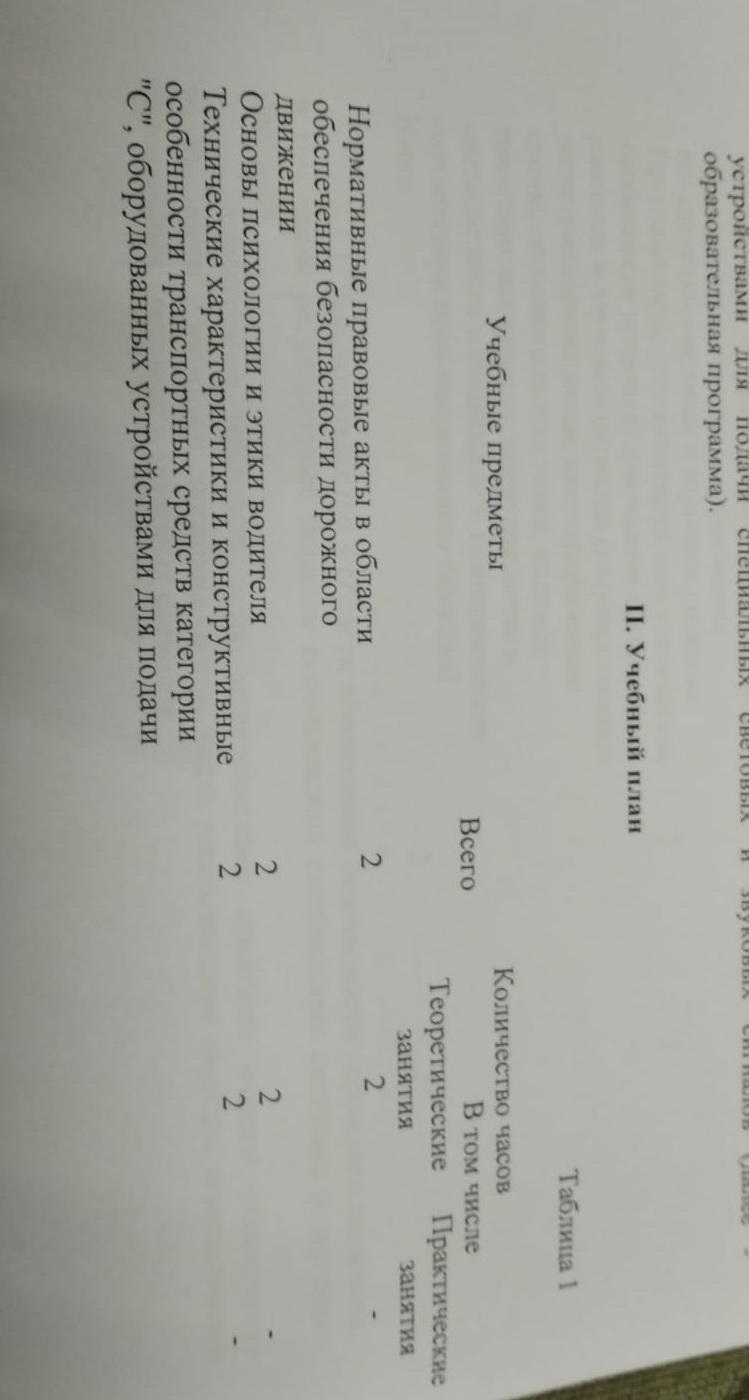 устройствами для подачи специальных световых и звуковых сигналов (далее -
образовательная программа).
II. Учебный план
Таблица 1
Учебные предметы
Количество часов
Всего
В том числе
Теоретические занятия
Практические занятия
Нормативные правовые акты в области 2 2 -
обеспечения безопасности дорожного
движении
Основы психологии и этики водителя 2 2 -
Технические характеристики и конструктивные 2 2 -
особенности транспортных средств категории
"С", оборудованных устройствами для подачи